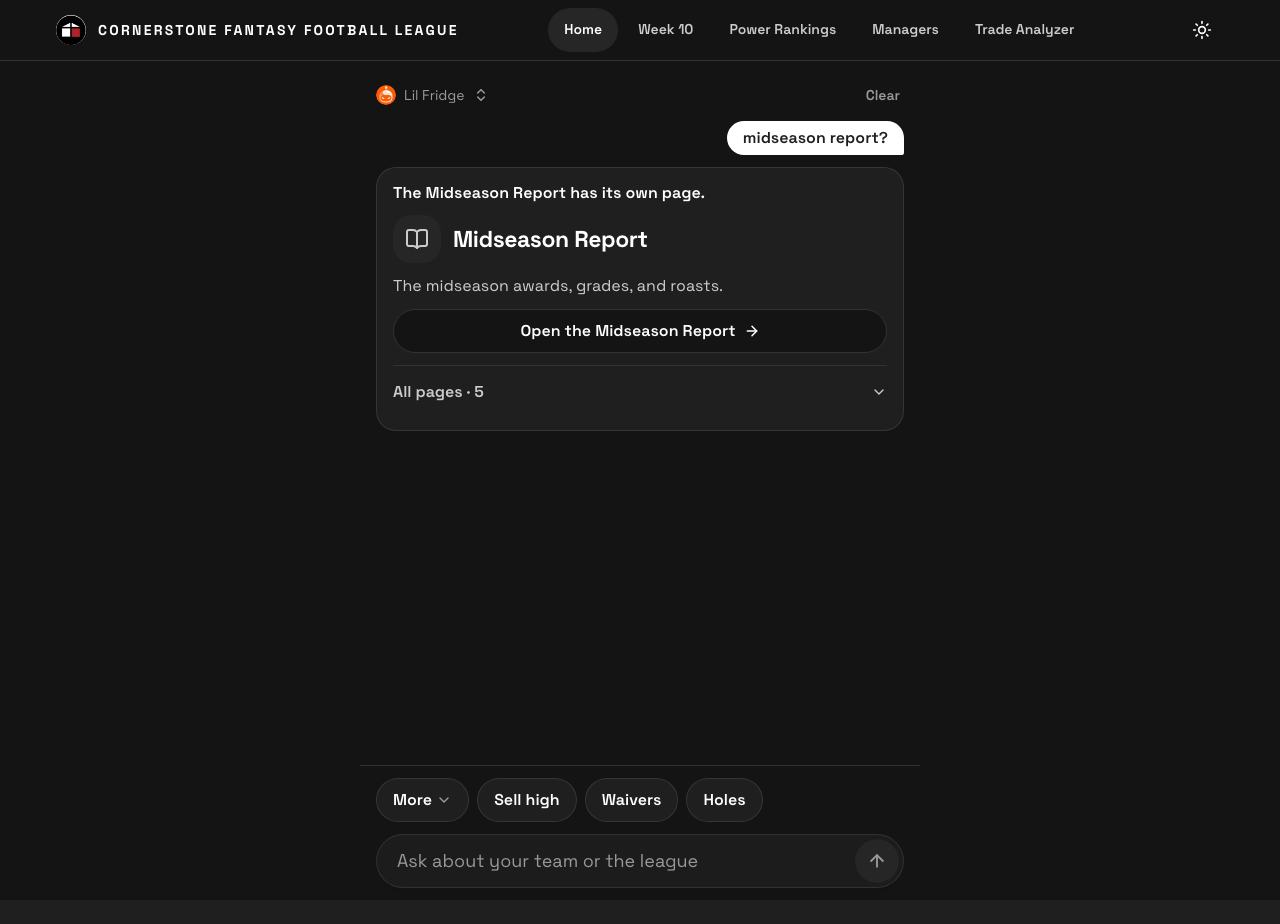 CORNERSTONE FANTASY FOOTBALL LEAGUE
Home
Week 10
Power Rankings
Managers
Trade Analyzer
Lil Fridge
Clear
midseason report?
The Midseason Report has its own page.
Midseason Report
The midseason awards, grades, and roasts.
Open the Midseason Report
All pages · 5
More
Sell high
Waivers
Holes
Ask about your team or the league